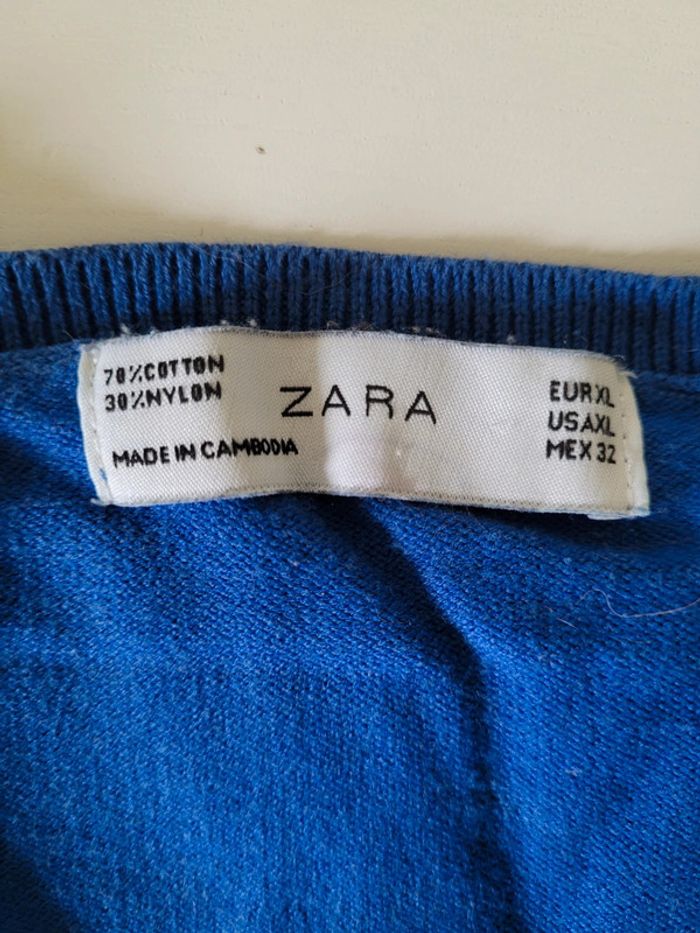 70%COTTON
30%NYLON
MADE IN CAMBODIA
ZARA
EUR XL
USA XL
MEX 32